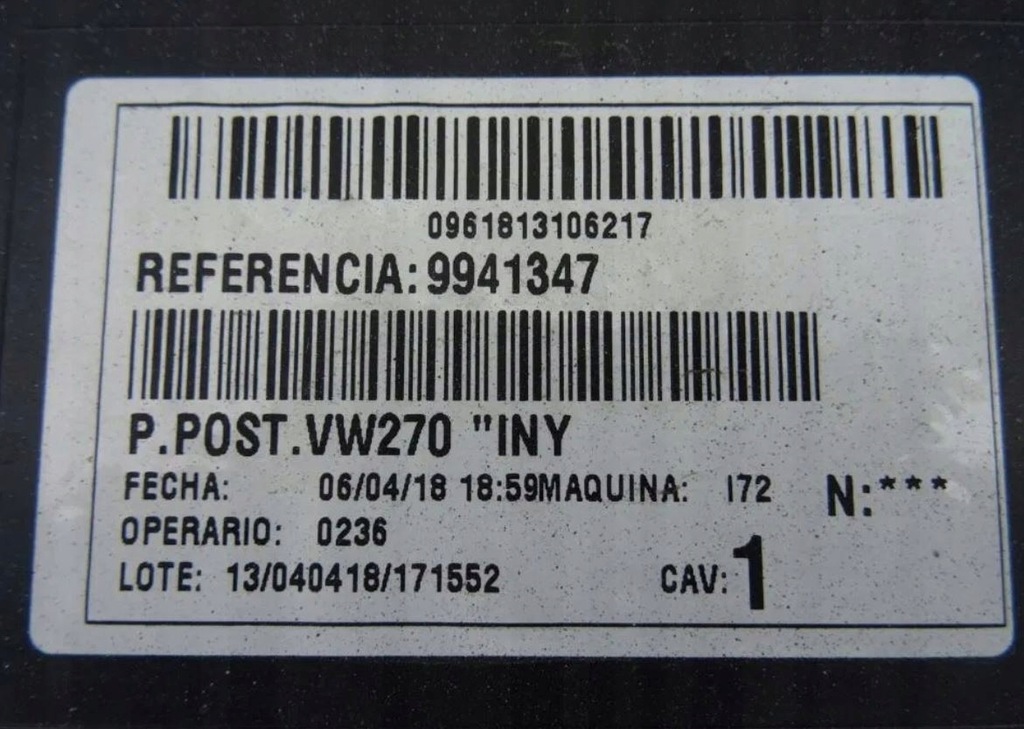 0961813106217
REFERENCIA: 9941347
P.POST.VW270 "INY
FECHA: 06/04/18 18:59MAQUINA: I72 N:***
OPERARIO: 0236
LOTE: 13/040418/171552 CAV: 1